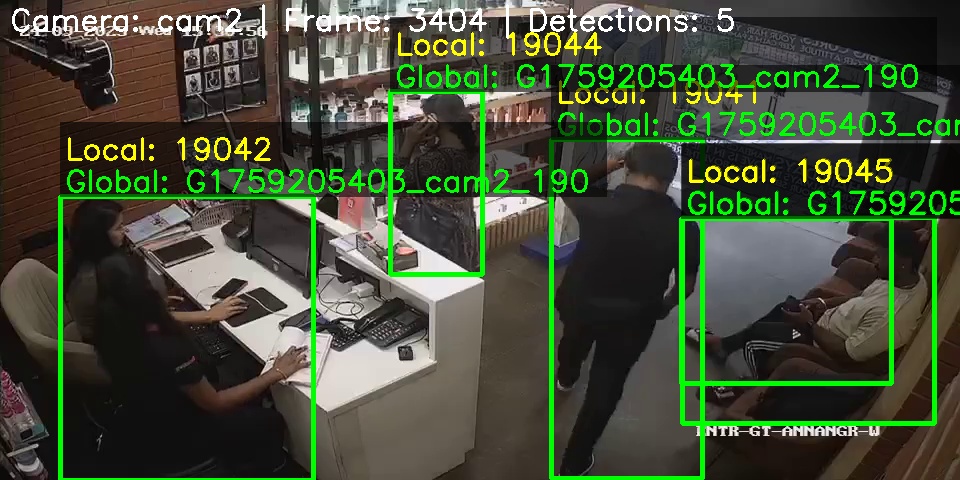 Camera: cam2 | Frame: 3404 | Detections: 5
Local: 19044
Global: G1759205403_cam2_190
Local: 19041
Global: G1759205403_cam
Local: 19042
Global: G1759205403_cam2_190
Local: 19045
Global: G1759205
ENTR-GT-ANNANGR-W